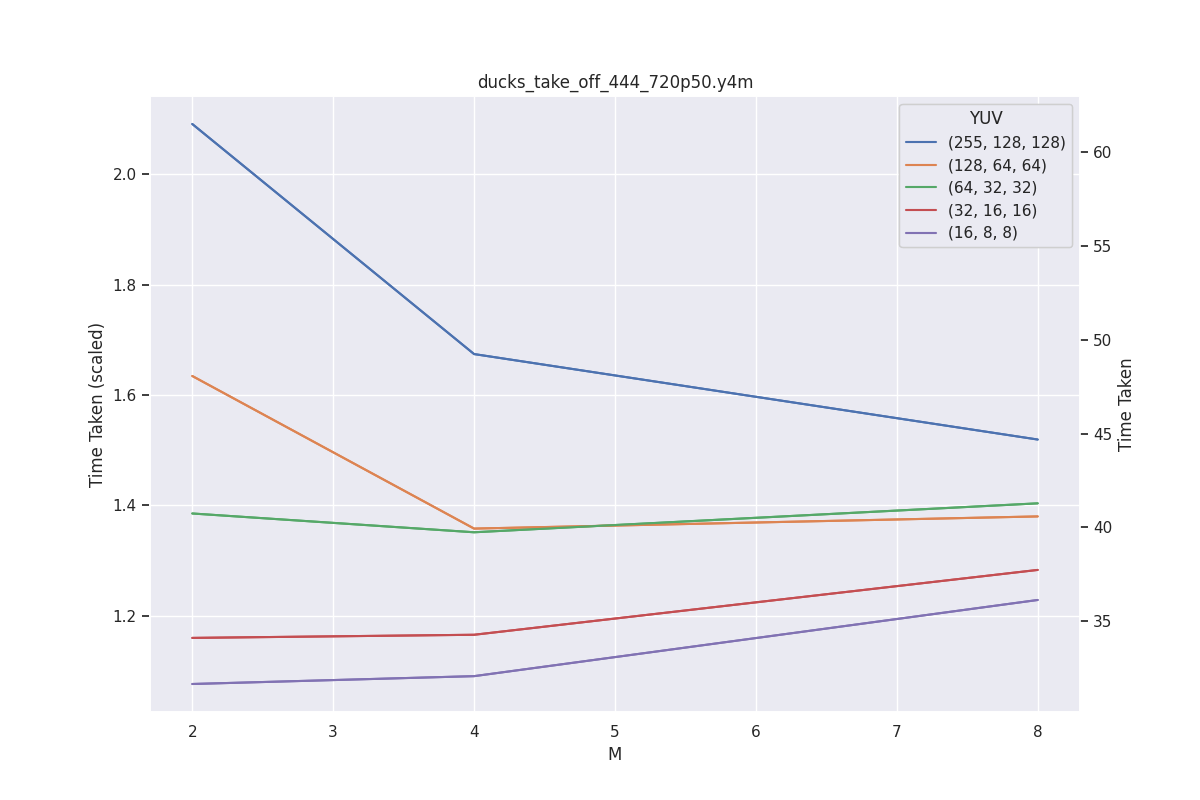 ducks_take_off_444_720p50.y4m
YUV
(255, 128, 128)
(128, 64, 64)
(64, 32, 32)
(32, 16, 16)
(16, 8, 8)
Time Taken (scaled)
2.0
1.8
1.6
1.4
1.2
60
55
50
45
40
35
Time Taken
2 3 4 5 6 7 8
M